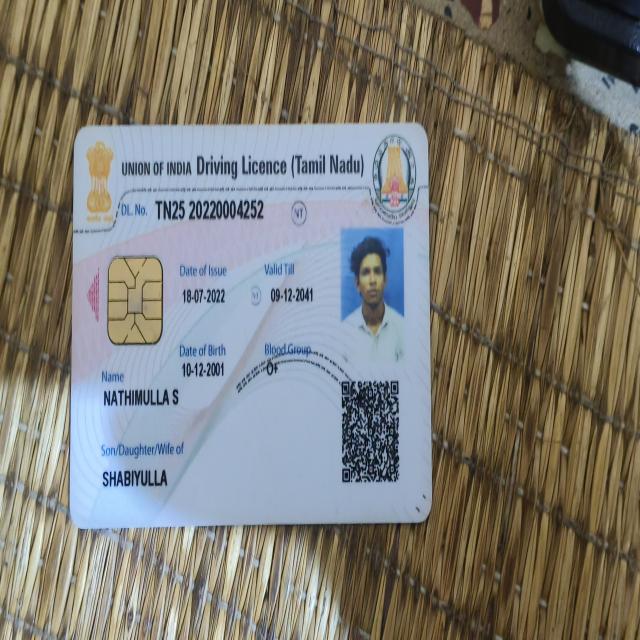 UNION OF INDIA Driving Licence (Tamil Nadu)
DL. No. TN25 20220004252 NT
Date of Issue Valid Till
18-07-2022 NT 09-12-2041
Date of Birth Blood Group
10-12-2001 O+
Name
NATHIMULLA S
Son/Daughter/Wife of
SHABIYULLA